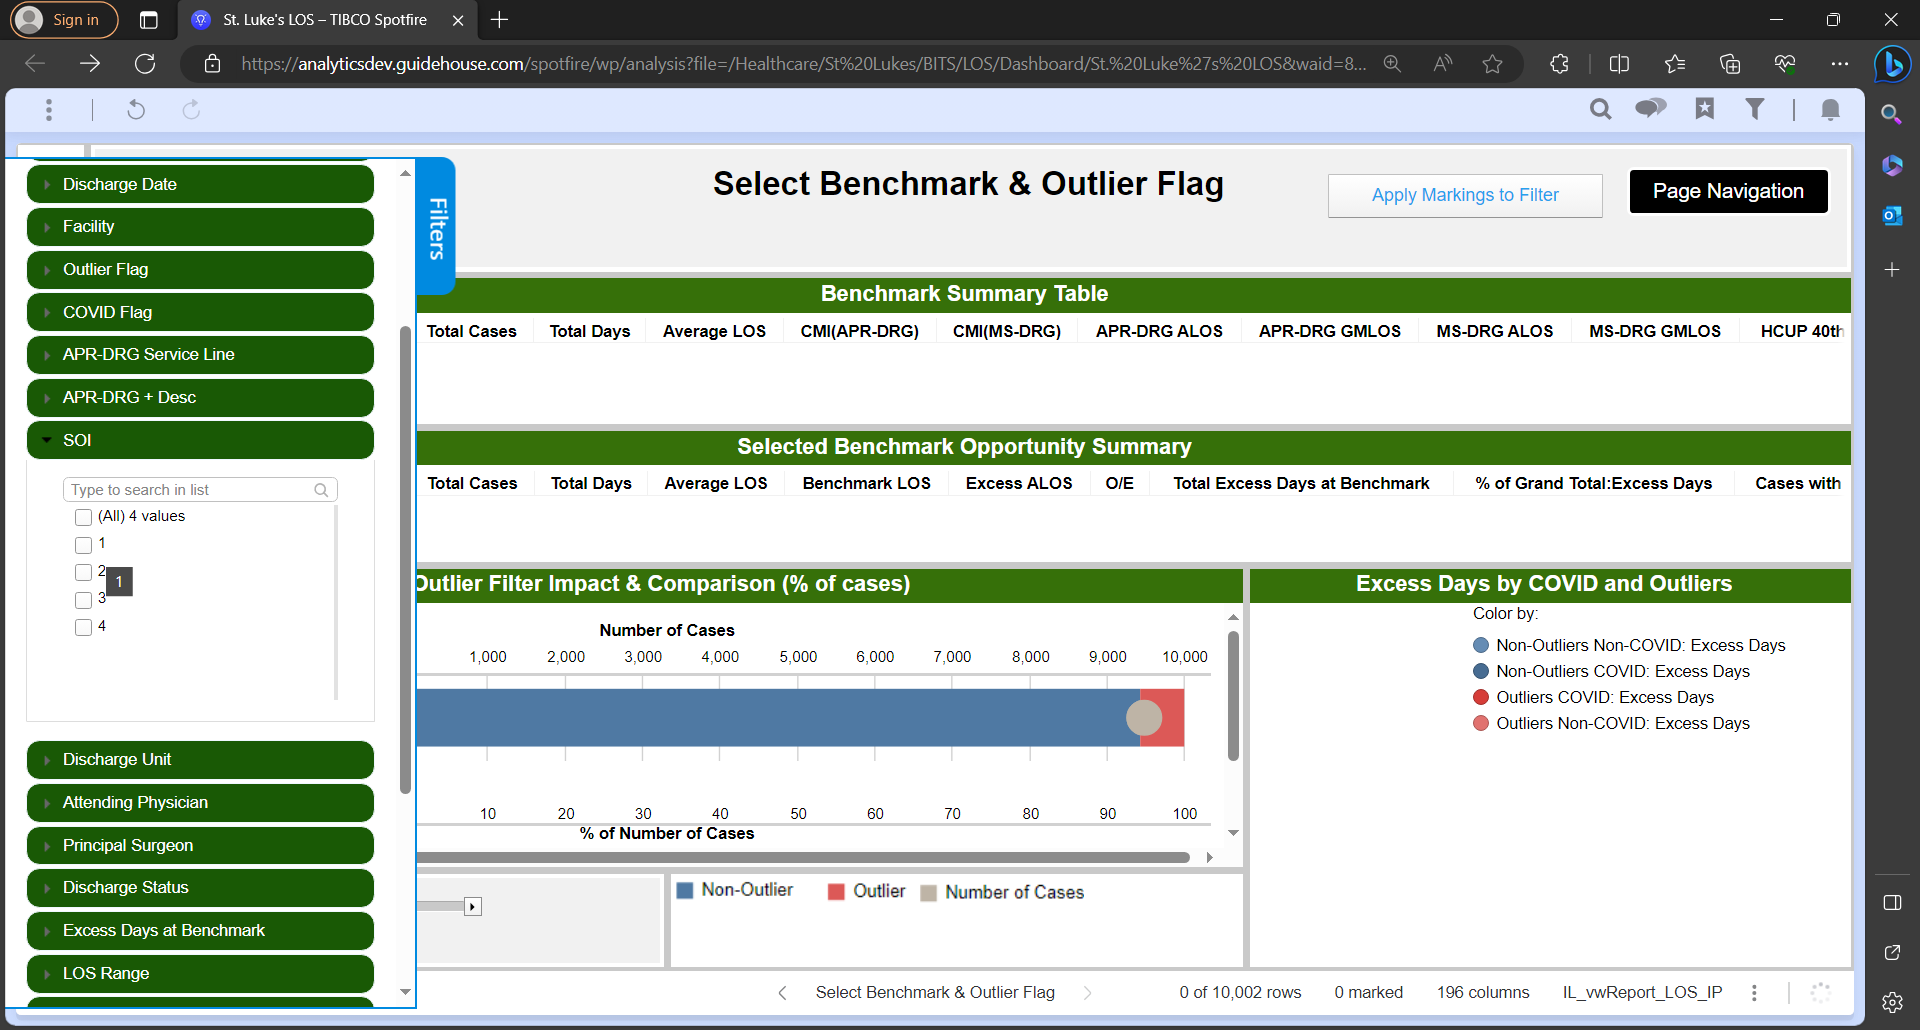 Sign in
St. Luke's LOS – TIBCO Spotfire
https://analyticsdev.guidehouse.com/spotfire/wp/analysis?file=/Healthcare/St%20Lukes/BITS/LOS/Dashboard/St.%20Luke%27s%20LOS&waid=8...
Select Benchmark & Outlier Flag
Apply Markings to Filter
Page Navigation
Filters
Discharge Date
Facility
Outlier Flag
COVID Flag
APR-DRG Service Line
APR-DRG + Desc
SOI
Type to search in list
(All) 4 values
1
2
1
3
4
Discharge Unit
Attending Physician
Principal Surgeon
Discharge Status
Excess Days at Benchmark
LOS Range
Benchmark Summary Table
Total Cases Total Days Average LOS CMI(APR-DRG) CMI(MS-DRG) APR-DRG ALOS APR-DRG GMLOS MS-DRG ALOS MS-DRG GMLOS HCUP 40th
Selected Benchmark Opportunity Summary
Total Cases Total Days Average LOS Benchmark LOS Excess ALOS O/E Total Excess Days at Benchmark % of Grand Total:Excess Days Cases with
Outlier Filter Impact & Comparison (% of cases)
Number of Cases
1,000 2,000 3,000 4,000 5,000 6,000 7,000 8,000 9,000 10,000
10 20 30 40 50 60 70 80 90 100
% of Number of Cases
Non-Outlier Outlier Number of Cases
Excess Days by COVID and Outliers
Color by:
Non-Outliers Non-COVID: Excess Days
Non-Outliers COVID: Excess Days
Outliers COVID: Excess Days
Outliers Non-COVID: Excess Days
Select Benchmark & Outlier Flag
0 of 10,002 rows 0 marked 196 columns IL_vwReport_LOS_IP